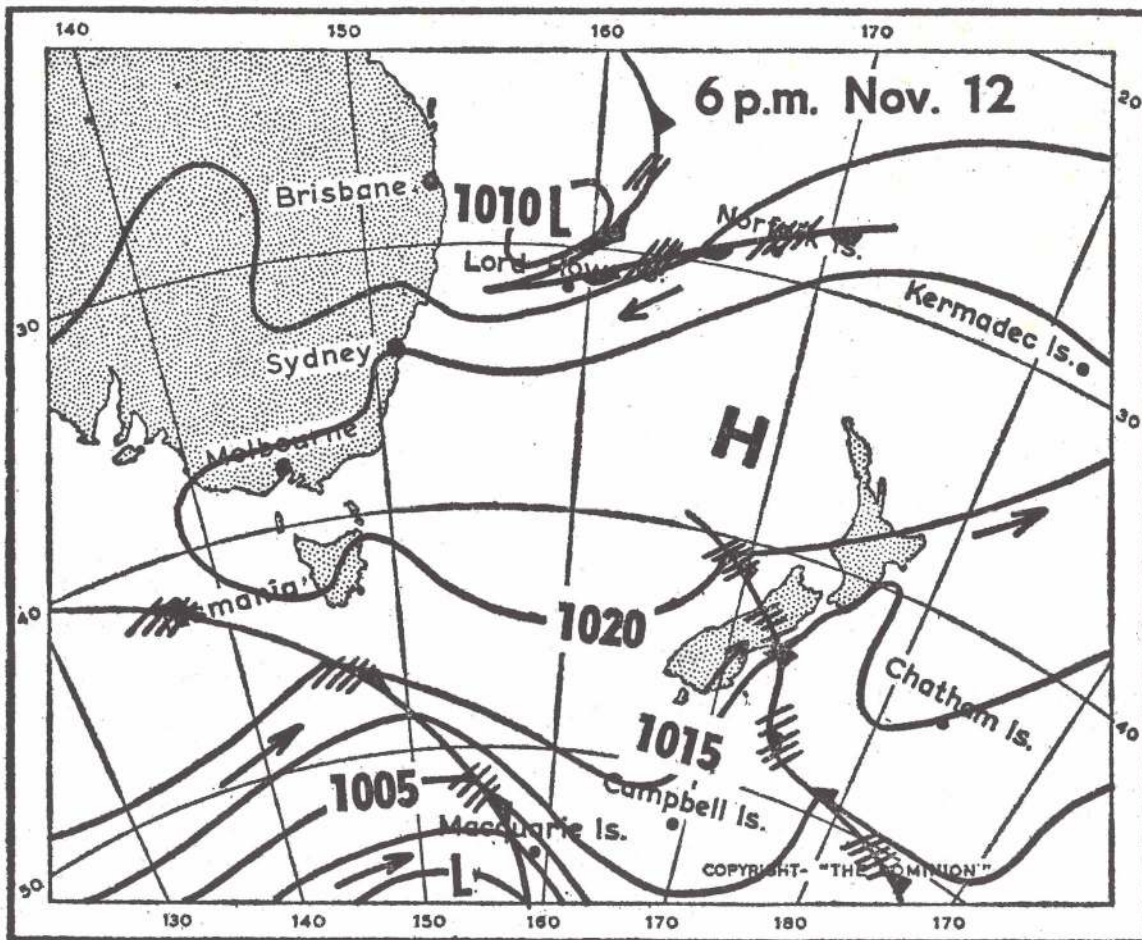 140 150 160 170
6 p.m. Nov. 12
20
Brisbane.
1010 L
Norfolk Is.
Lord Howe Is.
30
Kermadec Is.
Sydney
H
30
Melbourne
Tasmania
40
1020
Chatham Is.
1015
40
1005
Campbell Is.
Macquarie Is.
L
COPYRIGHT- "THE DOMINION"
50
130 140 150 160 170 180 170